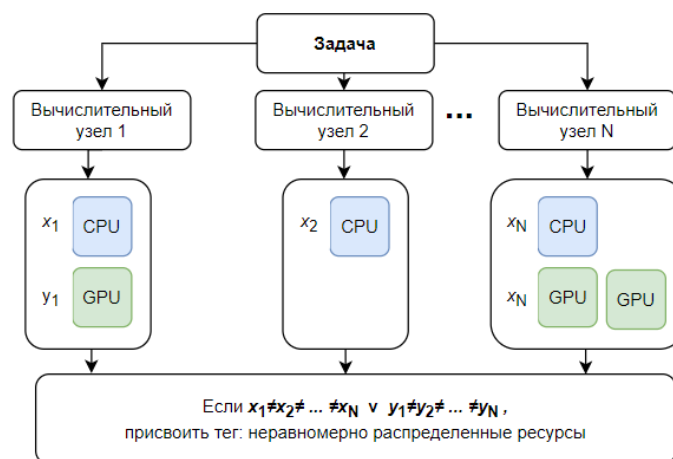 Задача
Вычислительный
узел 1
Вычислительный
узел 2
...
Вычислительный
узел N
x1 CPU
y1 GPU
x2 CPU
xN CPU
xN GPU GPU
Если x1≠x2≠ ... ≠xN v y1≠y2≠ ... ≠yN ,
присвоить тег: неравномерно распределенные ресурсы